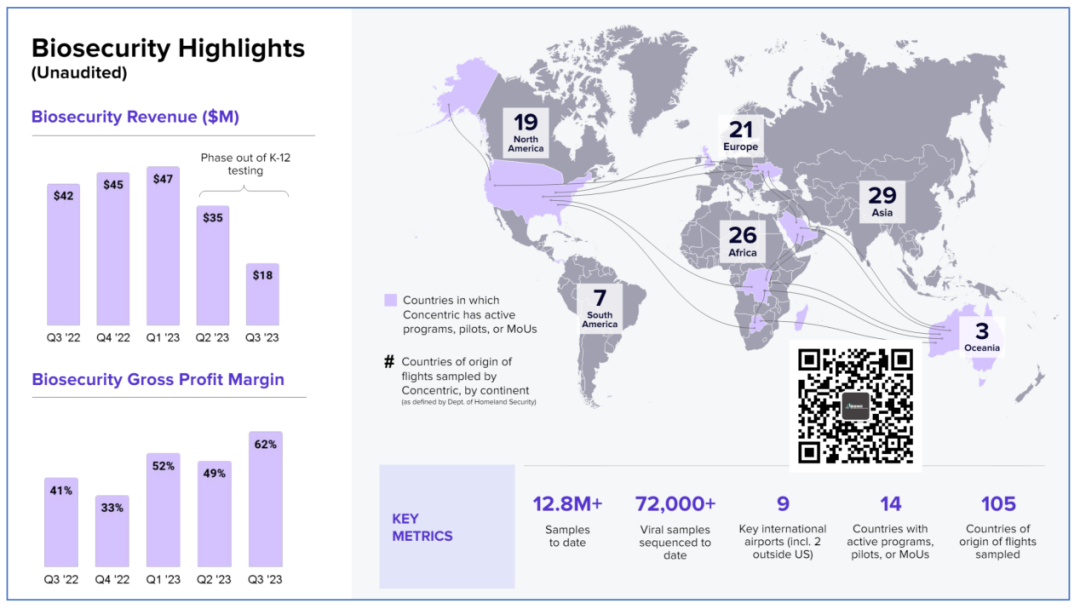 Biosecurity Highlights
(Unaudited)
Biosecurity Revenue ($M)
Phase out of K-12
testing
$42
$45
$47
$35
$18
Q3 '22
Q4 '22
Q1 '23
Q2 '23
Q3 '23
Biosecurity Gross Profit Margin
41%
33%
52%
49%
62%
Q3 '22
Q4 '22
Q1 '23
Q2 '23
Q3 '23
19
North
America
21
Europe
29
Asia
26
Africa
7
South
America
3
Oceania
Countries in which
Concentric has active
programs, pilots, or MoUs
#
Countries of origin of
flights sampled by
Concentric, by continent
(as defined by Dept. of Homeland Security)
KEY
METRICS
12.8M+
Samples
to date
72,000+
Viral samples
sequenced to
date
9
Key international
airports (incl. 2
outside US)
14
Countries with
active programs,
pilots, or MoUs
105
Countries of
origin of flights
sampled